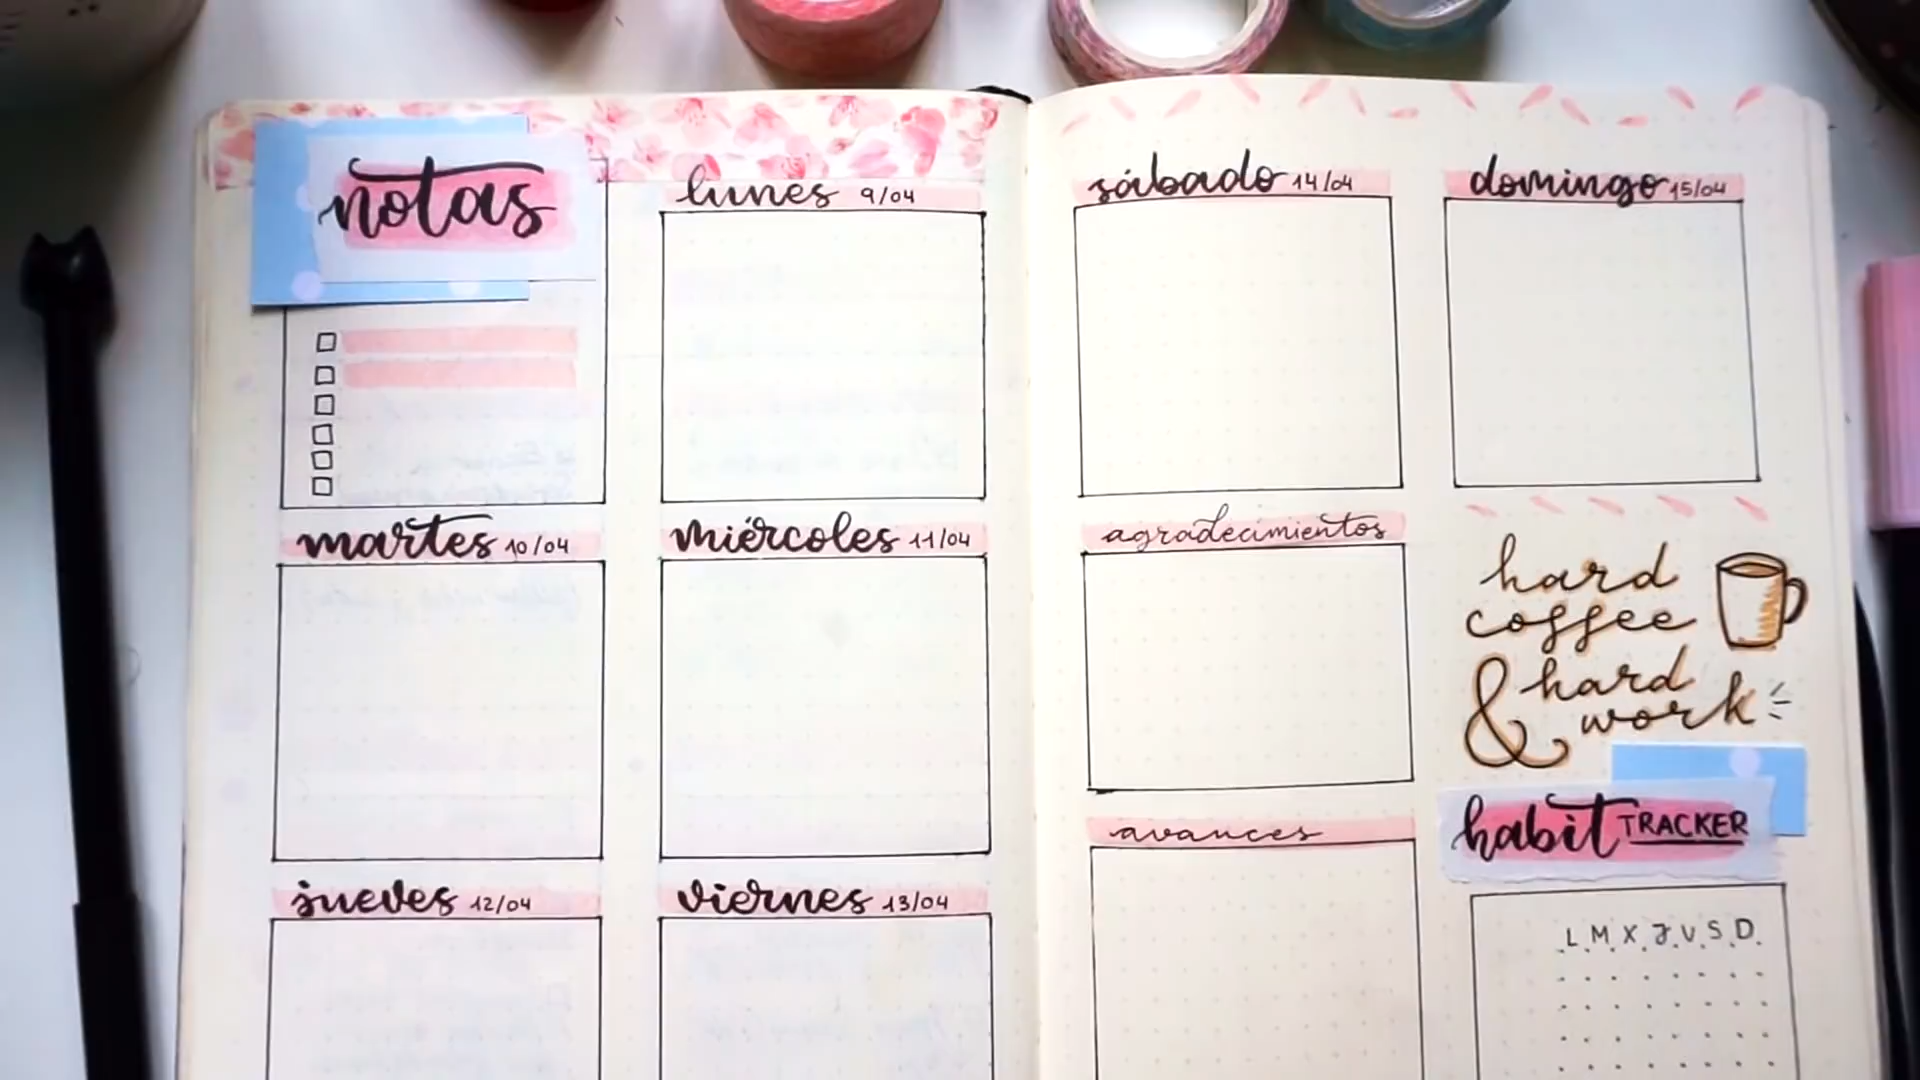 notas
lunes 9/04
martes 10/04
miércoles 11/04
jueves 12/04
viernes 13/04
sábado 14/04
domingo 15/04
agradecimientos
hard
coffee
& hard
work
avances
habit TRACKER
L M X J V S D